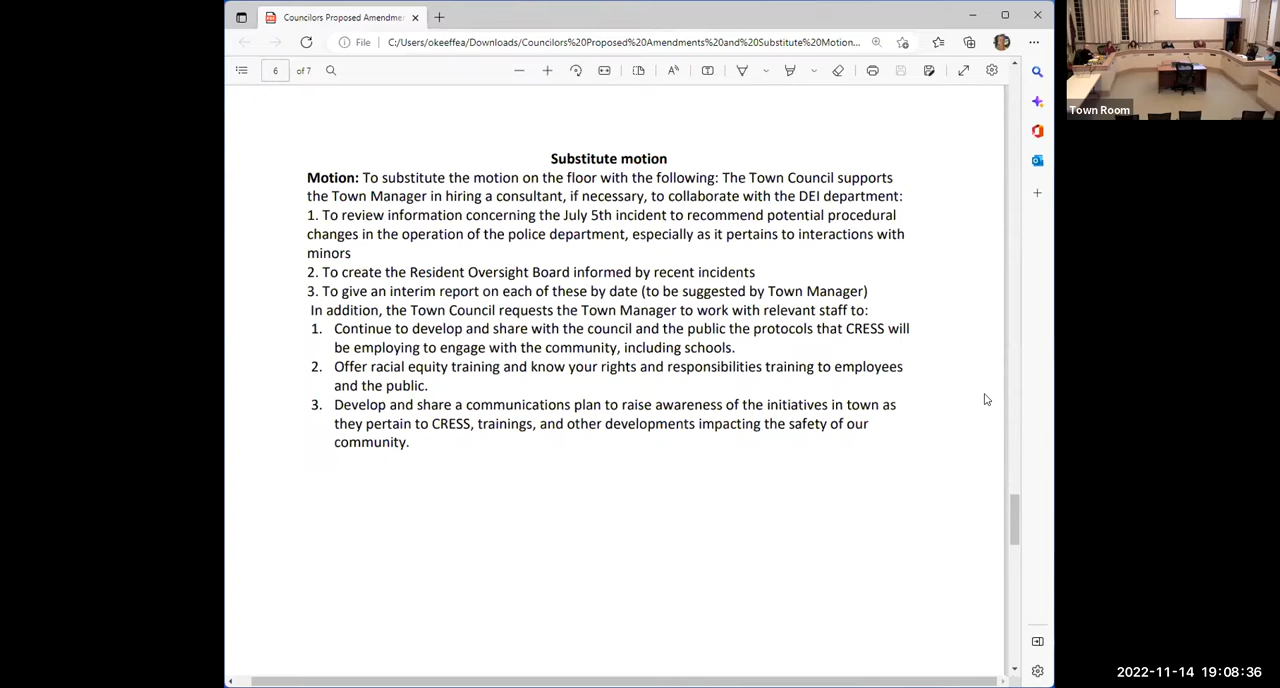 Councilors Proposed Amendme
File C:/Users/okeeffea/Downloads/Councilors%20Proposed%20Amendments%20and%20Substitute%20Motion...
6 of 7
Town Room
Substitute motion
Motion: To substitute the motion on the floor with the following: The Town Council supports
the Town Manager in hiring a consultant, if necessary, to collaborate with the DEI department:
1. To review information concerning the July 5th incident to recommend potential procedural
changes in the operation of the police department, especially as it pertains to interactions with
minors
2. To create the Resident Oversight Board informed by recent incidents
3. To give an interim report on each of these by date (to be suggested by Town Manager)
In addition, the Town Council requests the Town Manager to work with relevant staff to:
1. Continue to develop and share with the council and the public the protocols that CRESS will
be employing to engage with the community, including schools.
2. Offer racial equity training and know your rights and responsibilities training to employees
and the public.
3. Develop and share a communications plan to raise awareness of the initiatives in town as
they pertain to CRESS, trainings, and other developments impacting the safety of our
community.
2022-11-14 19:08:36